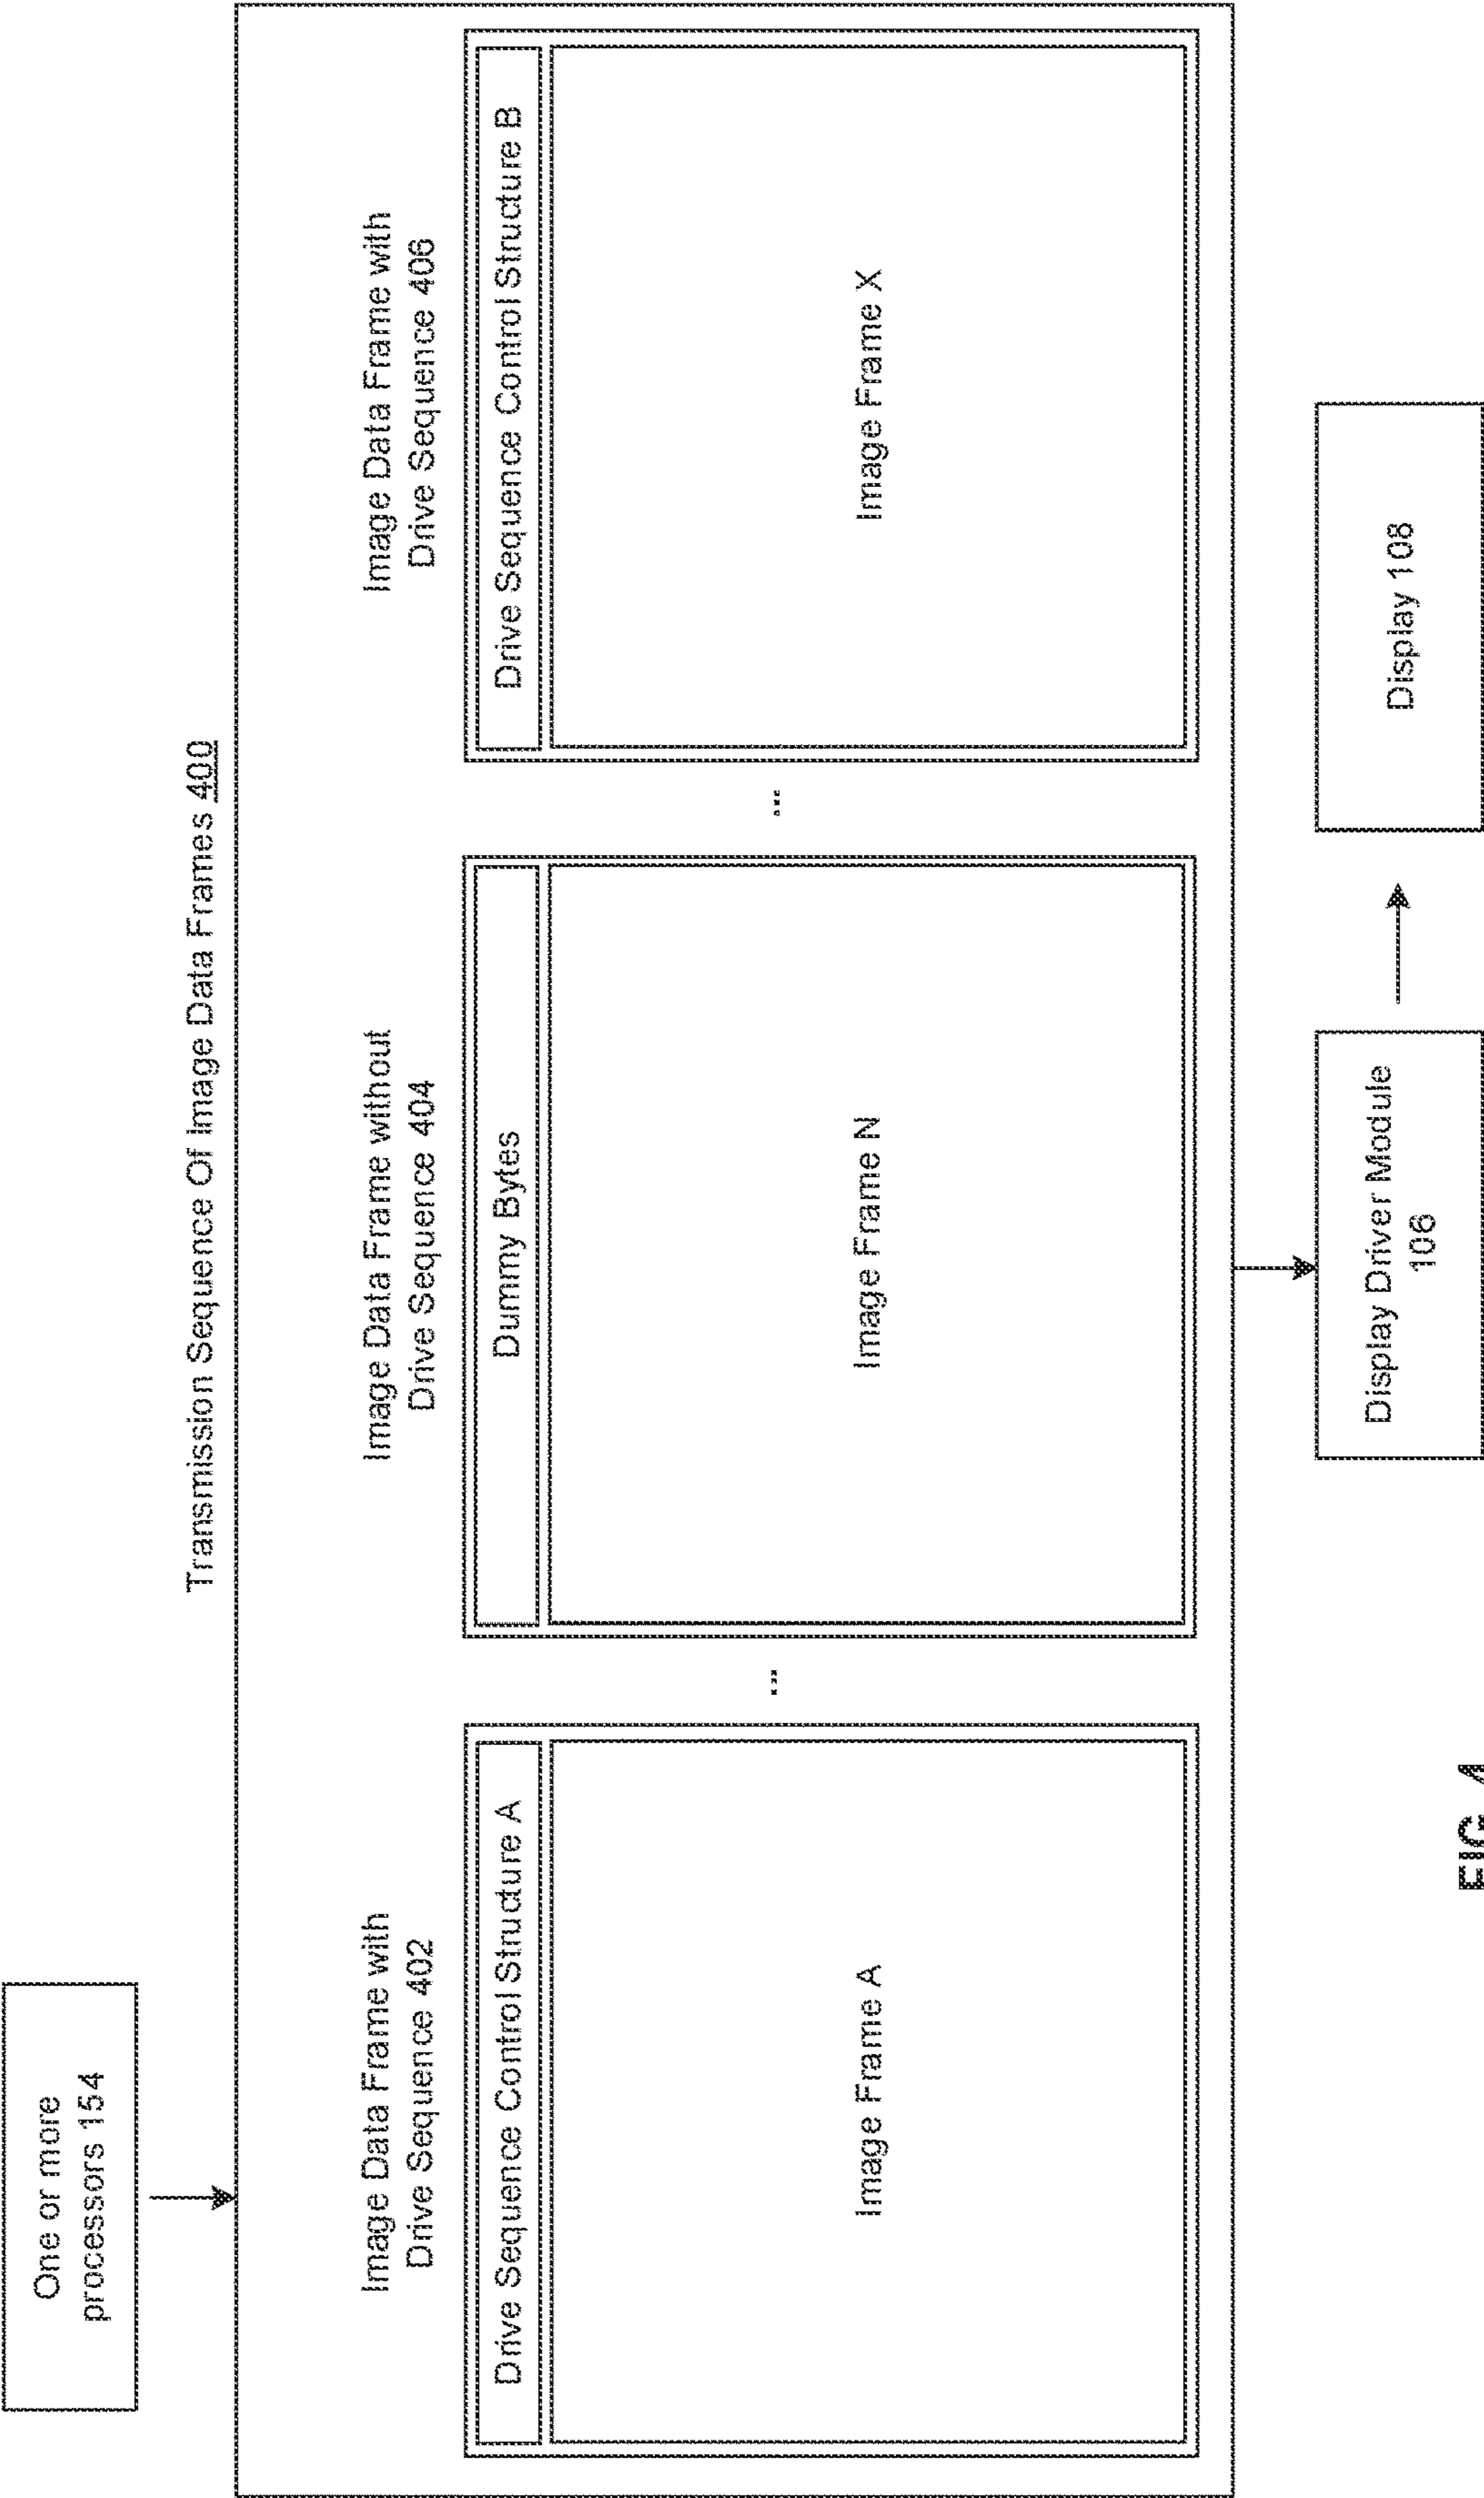 One or more
processors 154
Transmission Sequence Of Image Data Frames 400
Image Data Frame with
Drive Sequence 402
Drive Sequence Control Structure A
Image Frame A
...
Image Data Frame without
Drive Sequence 404
Dummy Bytes
Image Frame N
...
Image Data Frame with
Drive Sequence 406
Drive Sequence Control Structure B
Image Frame X
Display Driver Module
106
Display 108
FIG. 4